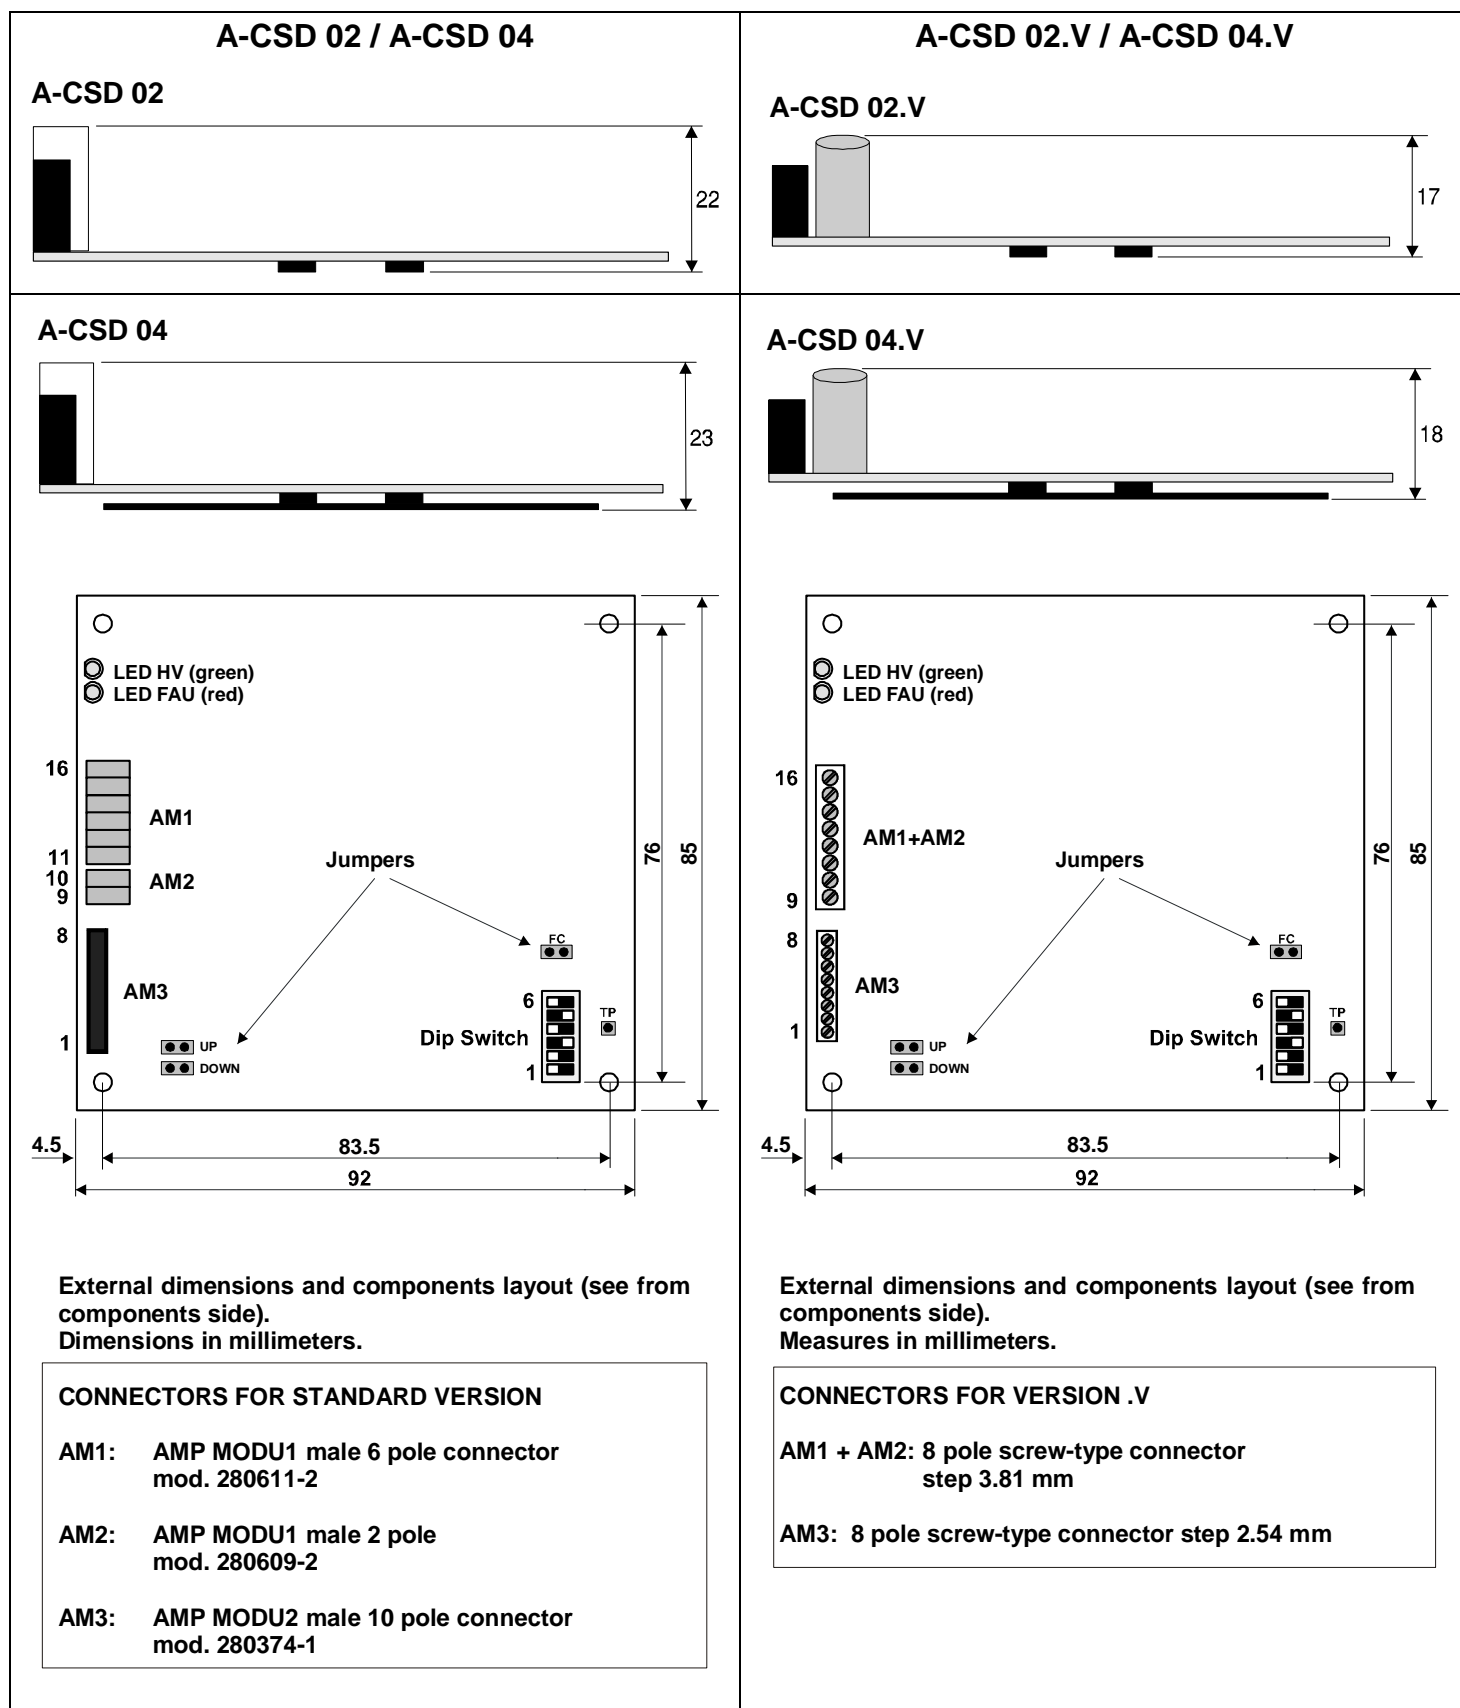 A-CSD 02 / A-CSD 04
A-CSD 02
22
A-CSD 04
23
LED HV (green)
LED FAU (red)
16
AM1
11
10
AM2
9
8
AM3
1
Jumpers
FC
6
TP
Dip Switch
1
UP
DOWN
76
85
4.5
83.5
92
External dimensions and components layout (see from
components side).
Dimensions in millimeters.
CONNECTORS FOR STANDARD VERSION
AM1: AMP MODU1 male 6 pole connector
mod. 280611-2
AM2: AMP MODU1 male 2 pole
mod. 280609-2
AM3: AMP MODU2 male 10 pole connector
mod. 280374-1
A-CSD 02.V / A-CSD 04.V
A-CSD 02.V
17
A-CSD 04.V
18
LED HV (green)
LED FAU (red)
16
AM1+AM2
9
8
AM3
1
Jumpers
FC
6
TP
Dip Switch
1
UP
DOWN
76
85
4.5
83.5
92
External dimensions and components layout (see from
components side).
Measures in millimeters.
CONNECTORS FOR VERSION .V
AM1 + AM2: 8 pole screw-type connector
step 3.81 mm
AM3: 8 pole screw-type connector step 2.54 mm